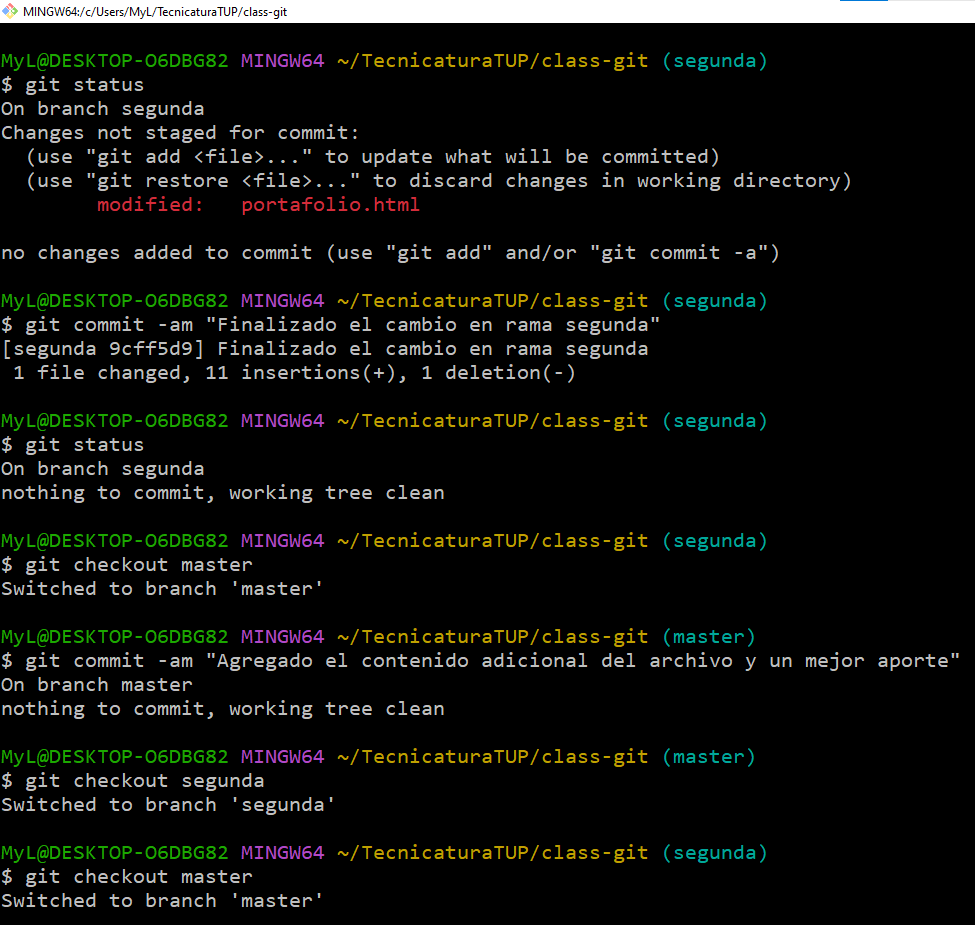 MINGW64:/c/Users/MyL/TecnicaturaTUP/class-git
MyL@DESKTOP-O6DBG82 MINGW64 ~/TecnicaturaTUP/class-git (segunda)
$ git status
On branch segunda
Changes not staged for commit:
  (use "git add <file>..." to update what will be committed)
  (use "git restore <file>..." to discard changes in working directory)
        modified:   portafolio.html
no changes added to commit (use "git add" and/or "git commit -a")
MyL@DESKTOP-O6DBG82 MINGW64 ~/TecnicaturaTUP/class-git (segunda)
$ git commit -am "Finalizado el cambio en rama segunda"
[segunda 9cff5d9] Finalizado el cambio en rama segunda
 1 file changed, 11 insertions(+), 1 deletion(-)
MyL@DESKTOP-O6DBG82 MINGW64 ~/TecnicaturaTUP/class-git (segunda)
$ git status
On branch segunda
nothing to commit, working tree clean
MyL@DESKTOP-O6DBG82 MINGW64 ~/TecnicaturaTUP/class-git (segunda)
$ git checkout master
Switched to branch 'master'
MyL@DESKTOP-O6DBG82 MINGW64 ~/TecnicaturaTUP/class-git (master)
$ git commit -am "Agregado el contenido adicional del archivo y un mejor aporte"
On branch master
nothing to commit, working tree clean
MyL@DESKTOP-O6DBG82 MINGW64 ~/TecnicaturaTUP/class-git (master)
$ git checkout segunda
Switched to branch 'segunda'
MyL@DESKTOP-O6DBG82 MINGW64 ~/TecnicaturaTUP/class-git (segunda)
$ git checkout master
Switched to branch 'master'